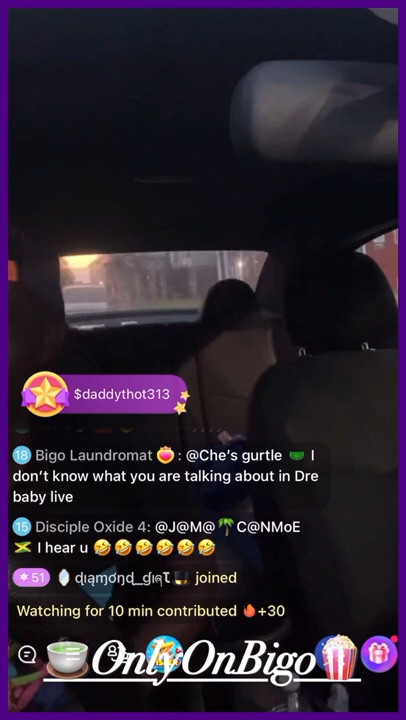 $daddythot313
18 Bigo Laundromat : @Che's gurtle I
don't know what you are talking about in Dre
baby live
15 Disciple Oxide 4: @J@M@🌴C@NMoE
🇯🇲 I hear u 🤣🤣🤣🤣🤣🤣
51 ɖıąɱơŋɖ_ɠıཞƖ joined
Watching for 10 min contributed 🔥+30
OnlyOnBigo